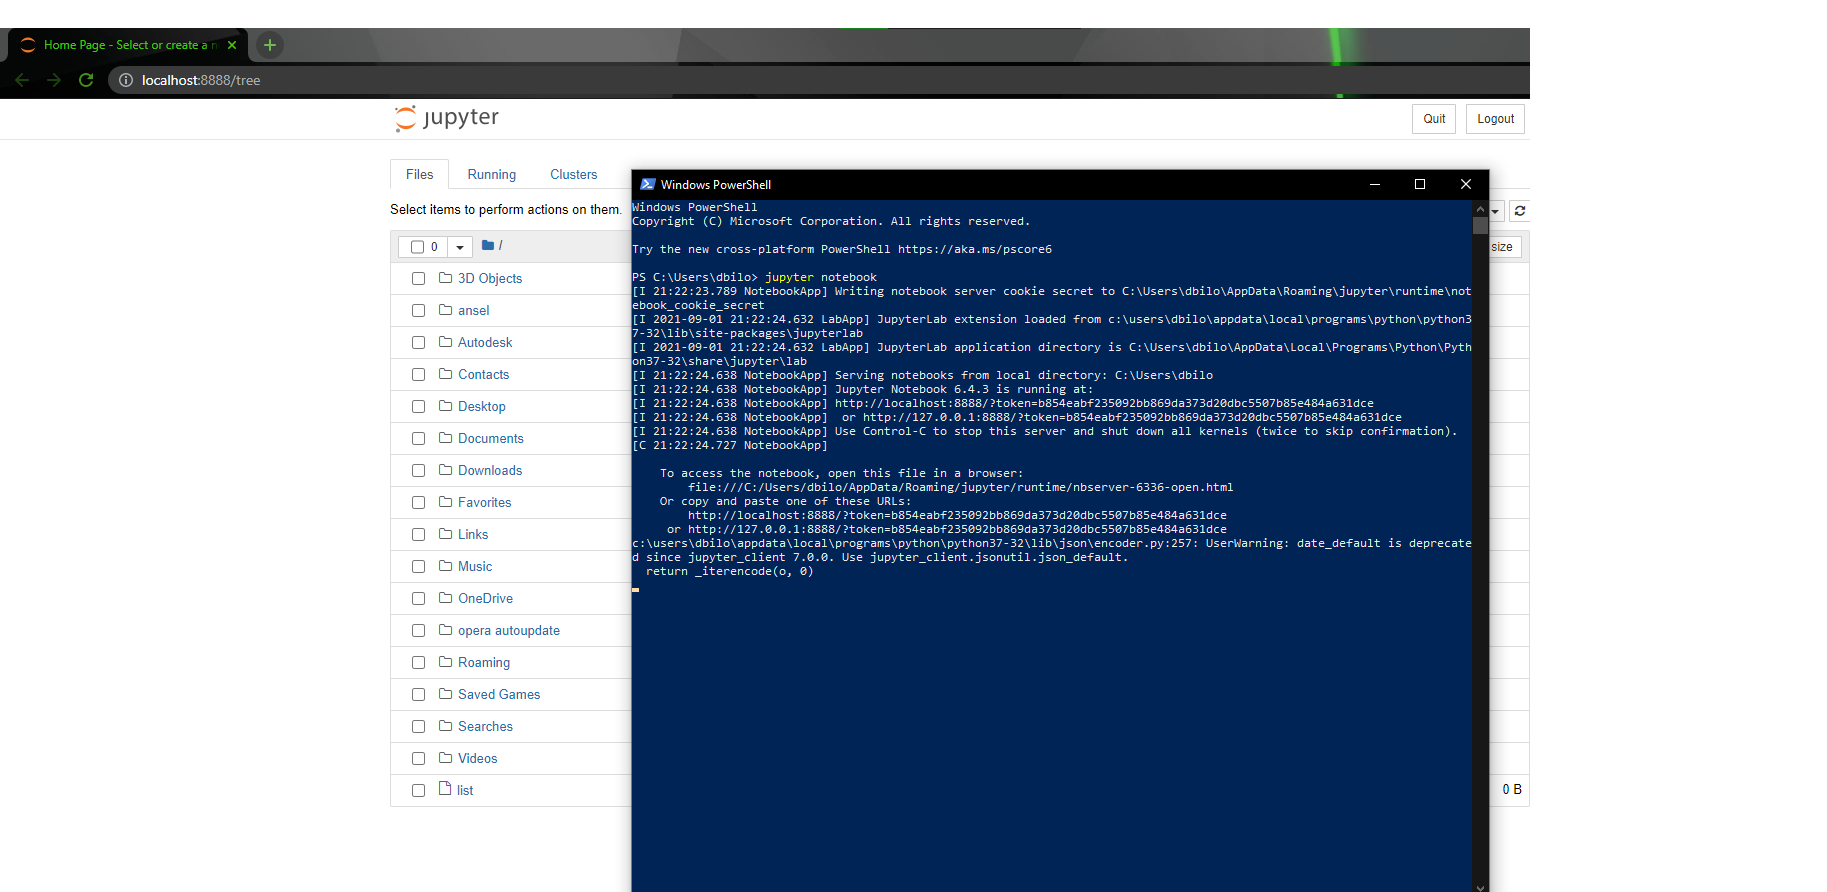 Home Page - Select or create a n
localhost:8888/tree
jupyter
Quit
Logout
Files
Running
Clusters
Select items to perform actions on them.
0
/
size
3D Objects
ansel
Autodesk
Contacts
Desktop
Documents
Downloads
Favorites
Links
Music
OneDrive
opera autoupdate
Roaming
Saved Games
Searches
Videos
list
0 B
Windows PowerShell
Windows PowerShell
Copyright (C) Microsoft Corporation. All rights reserved.
Try the new cross-platform PowerShell https://aka.ms/pscore6
PS C:\Users\dbilo> jupyter notebook
[I 21:22:23.789 NotebookApp] Writing notebook server cookie secret to C:\Users\dbilo\AppData\Roaming\jupyter\runtime\not
ebook_cookie_secret
[I 2021-09-01 21:22:24.632 LabApp] JupyterLab extension loaded from c:\users\dbilo\appdata\local\programs\python\python3
7-32\lib\site-packages\jupyterlab
[I 2021-09-01 21:22:24.632 LabApp] JupyterLab application directory is C:\Users\dbilo\AppData\Local\Programs\Python\Pyth
on37-32\share\jupyter\lab
[I 21:22:24.638 NotebookApp] Serving notebooks from local directory: C:\Users\dbilo
[I 21:22:24.638 NotebookApp] Jupyter Notebook 6.4.3 is running at:
[I 21:22:24.638 NotebookApp] http://localhost:8888/?token=b854eabf235092bb869da373d20dbc5507b85e484a631dce
[I 21:22:24.638 NotebookApp]  or http://127.0.0.1:8888/?token=b854eabf235092bb869da373d20dbc5507b85e484a631dce
[I 21:22:24.638 NotebookApp] Use Control-C to stop this server and shut down all kernels (twice to skip confirmation).
[C 21:22:24.727 NotebookApp]
To access the notebook, open this file in a browser:
file:///C:/Users/dbilo/AppData/Roaming/jupyter/runtime/nbserver-6336-open.html
Or copy and paste one of these URLs:
http://localhost:8888/?token=b854eabf235092bb869da373d20dbc5507b85e484a631dce
or http://127.0.0.1:8888/?token=b854eabf235092bb869da373d20dbc5507b85e484a631dce
c:\users\dbilo\appdata\local\programs\python\python37-32\lib\json\encoder.py:257: UserWarning: date_default is deprecate
d since jupyter_client 7.0.0. Use jupyter_client.jsonutil.json_default.
return _iterencode(o, 0)